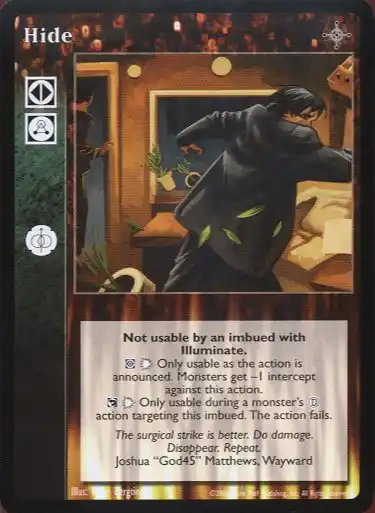 Hide
Not usable by an imbued with
Illuminate.
Only usable as the action is
announced. Monsters get –1 intercept
against this action.
Only usable during a monster's D
action targeting this imbued. The action fails.
The surgical strike is better. Do damage.
Disappear. Repeat.
Joshua "God45" Matthews, Wayward
Illus: